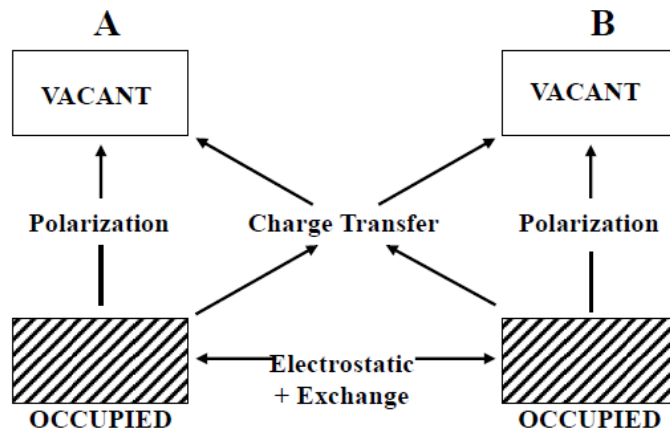 A
B
VACANT
VACANT
Polarization
Charge Transfer
Polarization
Electrostatic
+ Exchange
OCCUPIED
OCCUPIED